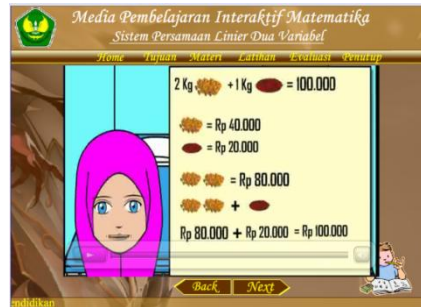 Media Pembelajaran Interaktif Matematika
Sistem Persamaan Linier Dua Variabel
Home Tujuan Materi Latihan Evaluasi Penutup
2 Kg + 1 Kg = 100.000
= Rp 40.000
= Rp 20.000
= Rp 80.000
+
Rp 80.000 + Rp 20.000 = Rp 100.000
Back Next
endidikan